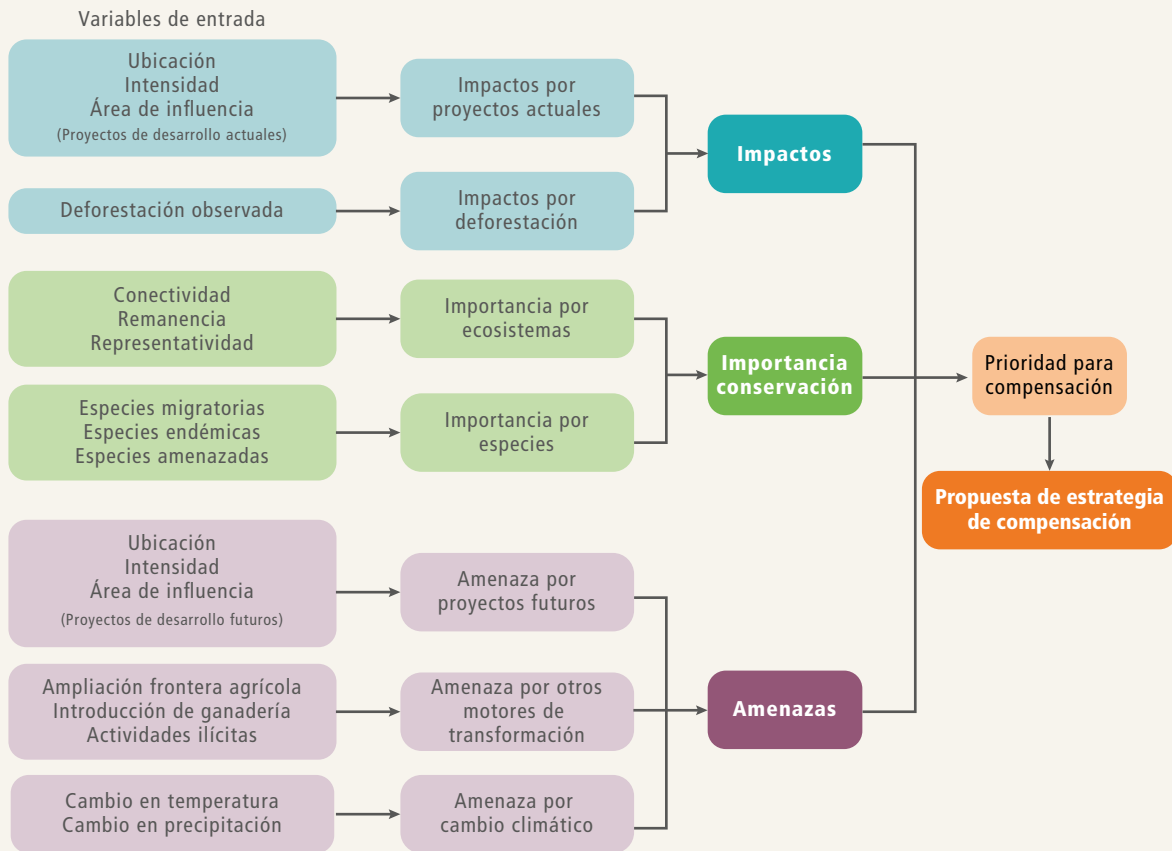 Variables de entrada
Ubicación
Intensidad
Área de influencia
(Proyectos de desarrollo actuales)
Impactos por
proyectos actuales
Impactos
Deforestación observada
Impactos por
deforestación
Conectividad
Remanencia
Representatividad
Importancia por
ecosistemas
Importancia
conservación
Prioridad para
compensación
Especies migratorias
Especies endémicas
Especies amenazadas
Importancia por
especies
Propuesta de estrategia
de compensación
Ubicación
Intensidad
Área de influencia
(Proyectos de desarrollo futuros)
Amenaza por
proyectos futuros
Ampliación frontera agrícola
Introducción de ganadería
Actividades ilícitas
Amenaza por otros
motores de
transformación
Amenazas
Cambio en temperatura
Cambio en precipitación
Amenaza por
cambio climático